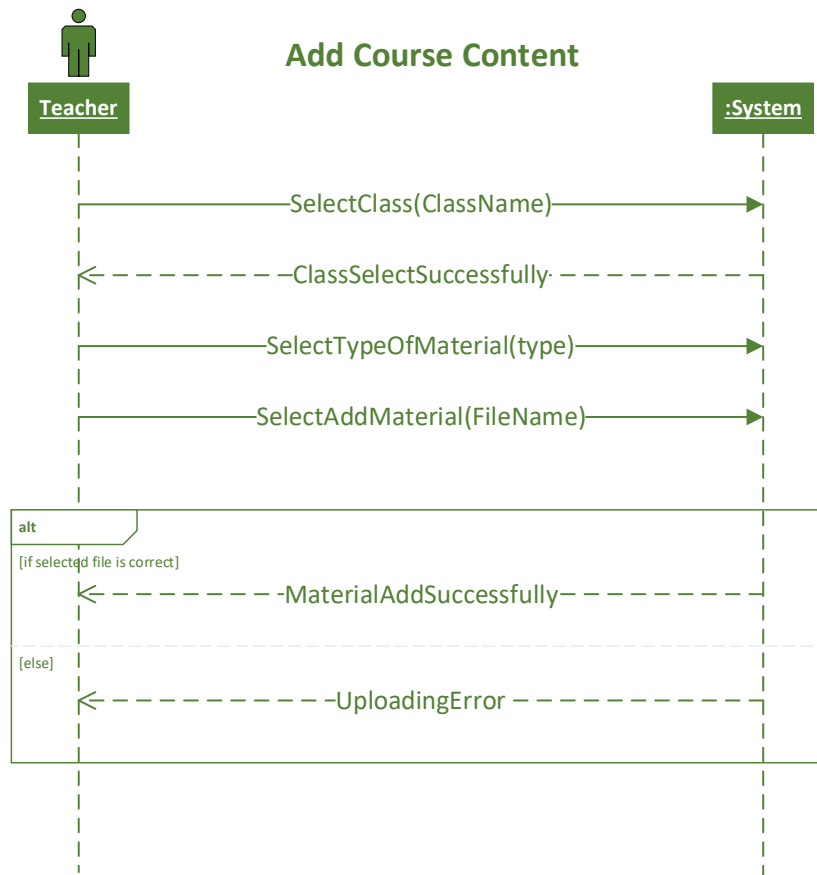 Add Course Content
Teacher
:System
SelectClass(ClassName)
ClassSelectSuccessfully
SelectTypeOfMaterial(type)
SelectAddMaterial(FileName)
alt
[if selected file is correct]
MaterialAddSuccessfully
[else]
UploadingError